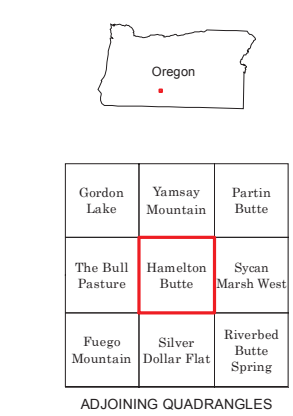 Oregon
Gordon
Lake
Yamsay
Mountain
Partin
Butte
The Bull
Pasture
Hamelton
Butte
Sycan
Marsh West
Fuego
Mountain
Silver
Dollar Flat
Riverbed
Butte
Spring
ADJOINING QUADRANGLES